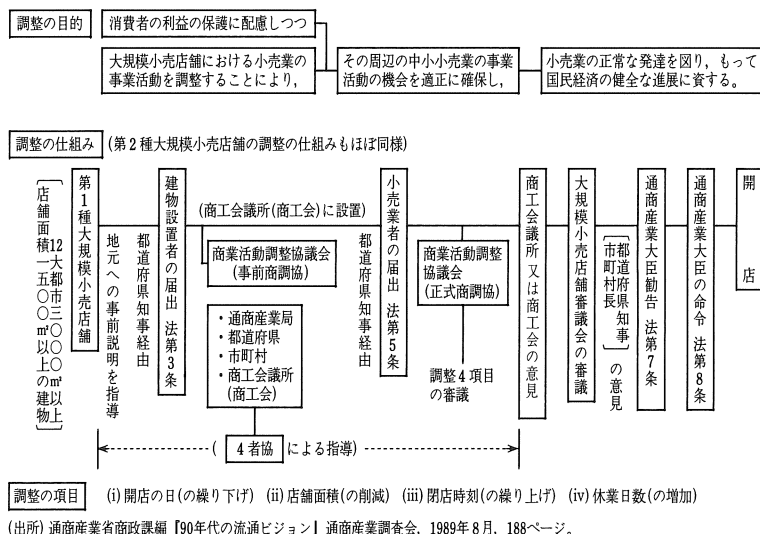 調整の目的
消費者の利益の保護に配慮しつつ
大規模小売店舗における小売業の
事業活動を調整することにより,
その周辺の中小小売業の事業
活動の機会を適正に確保し,
小売業の正常な発達を図り, もって
国民経済の健全な進展に資する。
調整の仕組み (第2種大規模小売店舗の調整の仕組みもほぼ同様)
第1種大規模小売店舗
12大都市三〇〇〇㎡以上
店舗面積一五〇〇㎡以上の建物
地元への事前説明を指導
都道府県知事経由
建物設置者の届出 法第3条
(商工会議所(商工会)に設置)
商業活動調整協議会
(事前商調協)
・通商産業局
・都道府県
・市町村
・商工会議所
(商工会)
都道府県知事経由
小売業者の届出 法第5条
商業活動調整
協議会
(正式商調協)
調整4項目
の審議
商工会議所又は商工会の意見
大規模小売店舗審議会の審議
都道府県知事
市町村長
の意見
通商産業大臣勧告 法第7条
通商産業大臣の命令 法第8条
開店
( 4者協 による指導)
調整の項目 (i) 開店の日(の繰り下げ) (ii) 店舗面積(の削減) (iii) 閉店時刻(の繰り上げ) (iv) 休業日数(の増加)
(出所) 通商産業省商政課編『90年代の流通ビジョン』通商産業調査会, 1989年8月, 188ページ。